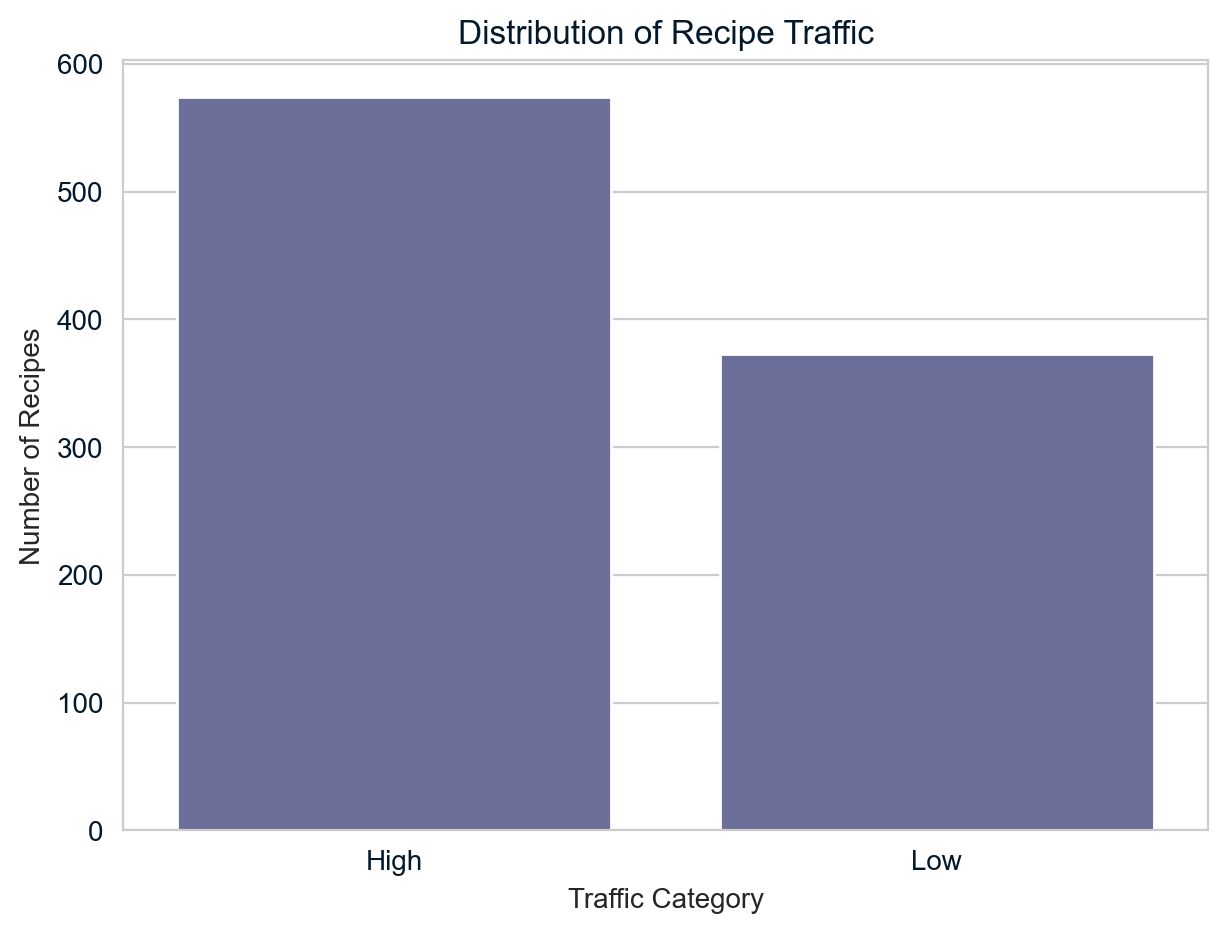 Distribution of Recipe Traffic
600
500
400
300
200
100
0
Number of Recipes
High
Low
Traffic Category